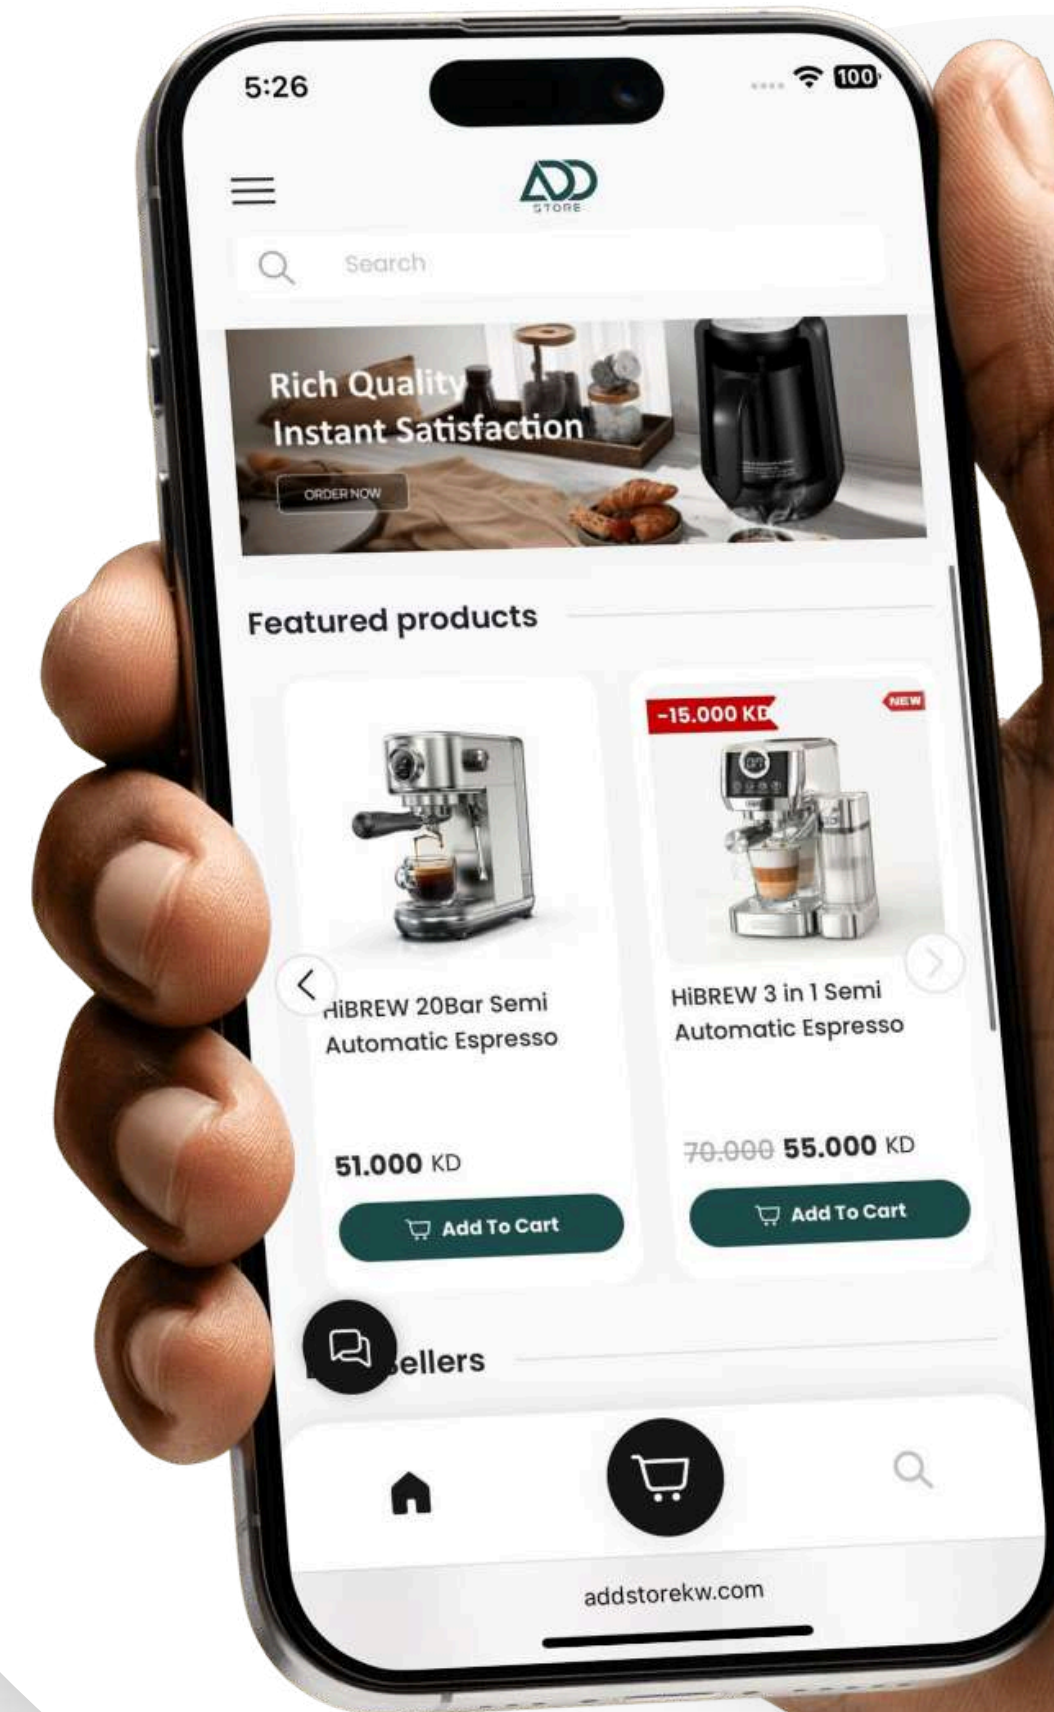 5:26
100
ADD
STORE
Search
Rich Quality
Instant Satisfaction
ORDER NOW
Featured products
-15.000 KD
NEW
HiBREW 20Bar Semi
Automatic Espresso
HiBREW 3 in 1 Semi
Automatic Espresso
51.000 KD
70.000 55.000 KD
Add To Cart
Add To Cart
sellers
addstorekw.com